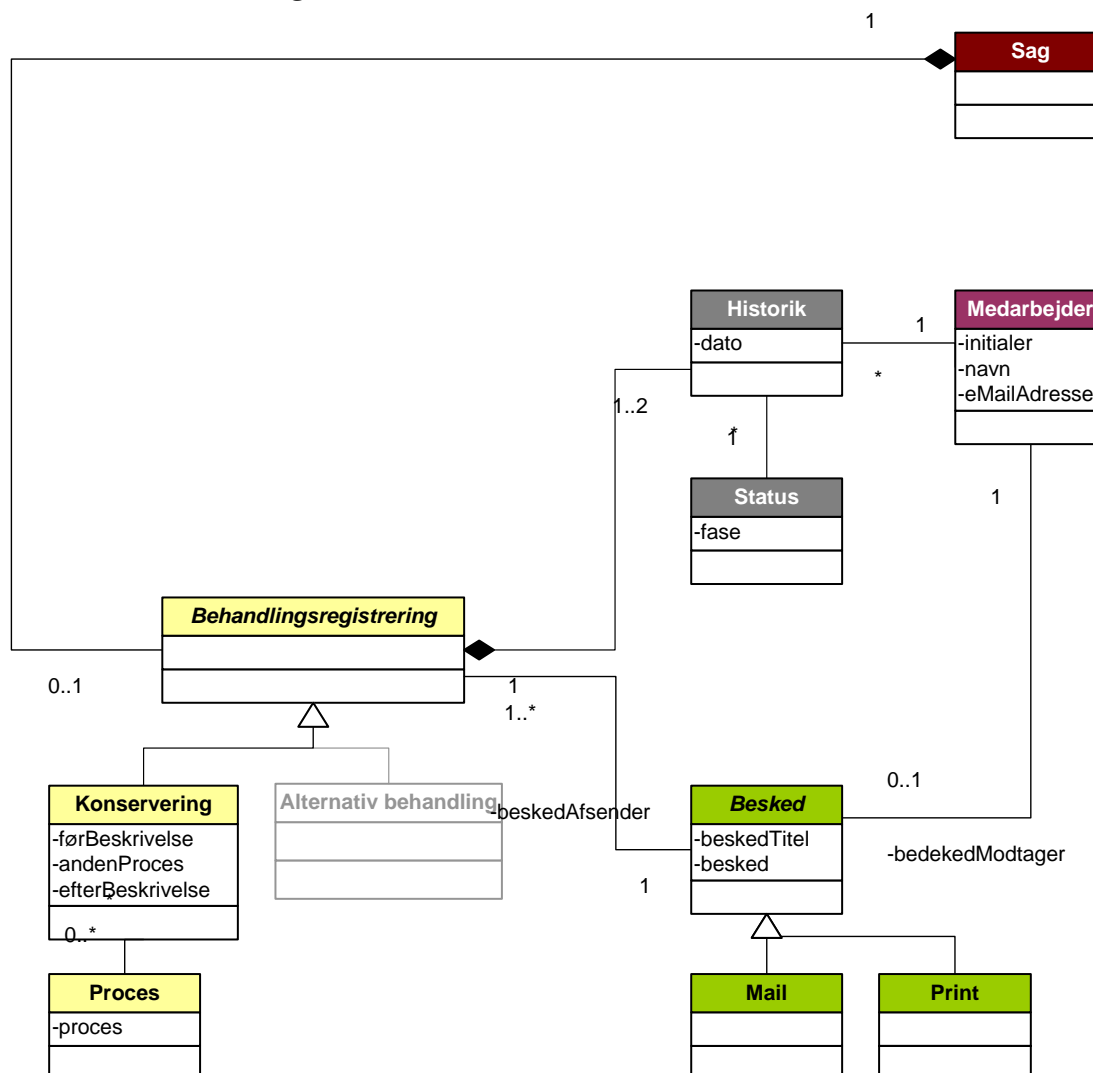 1
Sag
Historik
-dato
1
*
Medarbejder
-initialer
-navn
-eMailAdresse
1..2
*
1
1
Status
-fase
Behandlingsregistrering
0..1
1
1..*
Konservering
-førBeskrivelse
-andenProces
-efterBeskrivelse
*
0..*
Alternativ behandling
-beskedAfsender
1
Besked
-beskedTitel
-besked
0..1
-bedekedModtager
Proces
-proces
Mail
Print